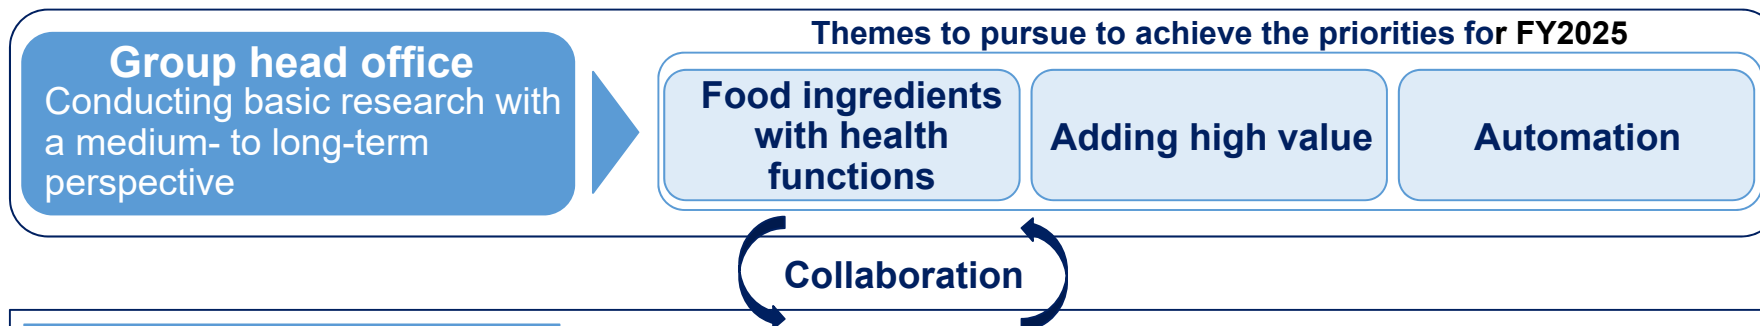 Themes to pursue to achieve the priorities for FY2025
Group head office
Conducting basic research with
a medium- to long-term
perspective
Food ingredients
with health
functions
Adding high value
Automation
Collaboration